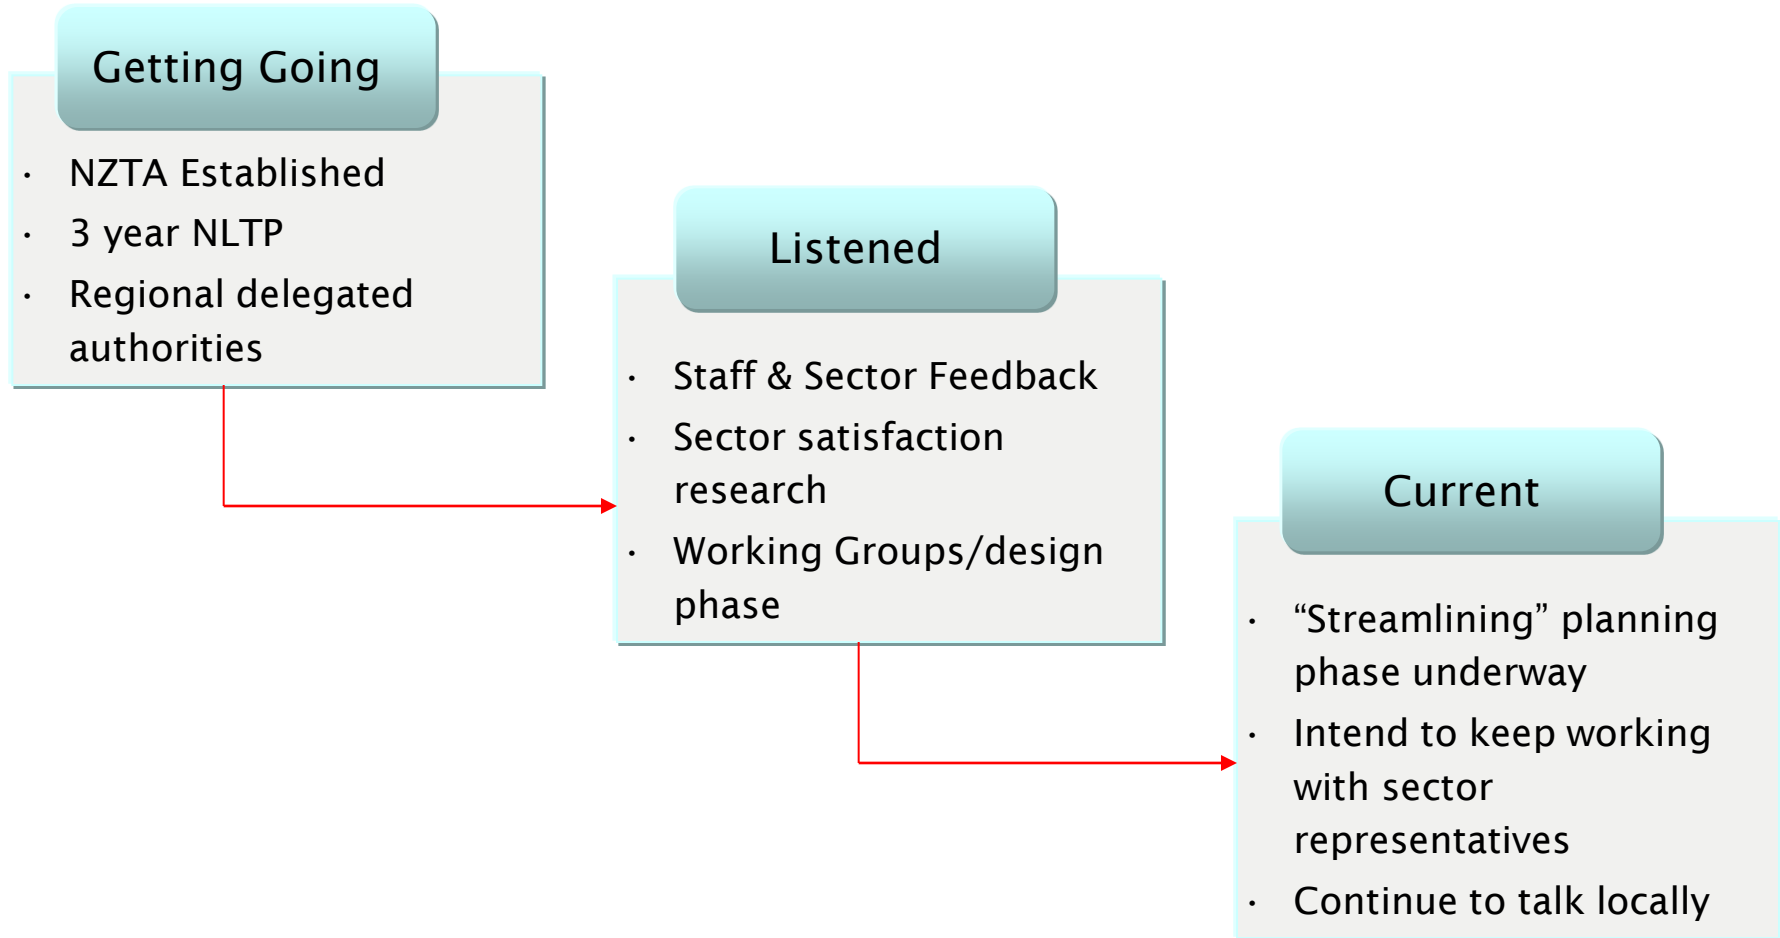 Getting Going
· NZTA Established
· 3 year NLTP
· Regional delegated
authorities
Listened
· Staff & Sector Feedback
· Sector satisfaction
research
· Working Groups/design
phase
Current
· “Streamlining” planning
phase underway
· Intend to keep working
with sector
representatives
· Continue to talk locally